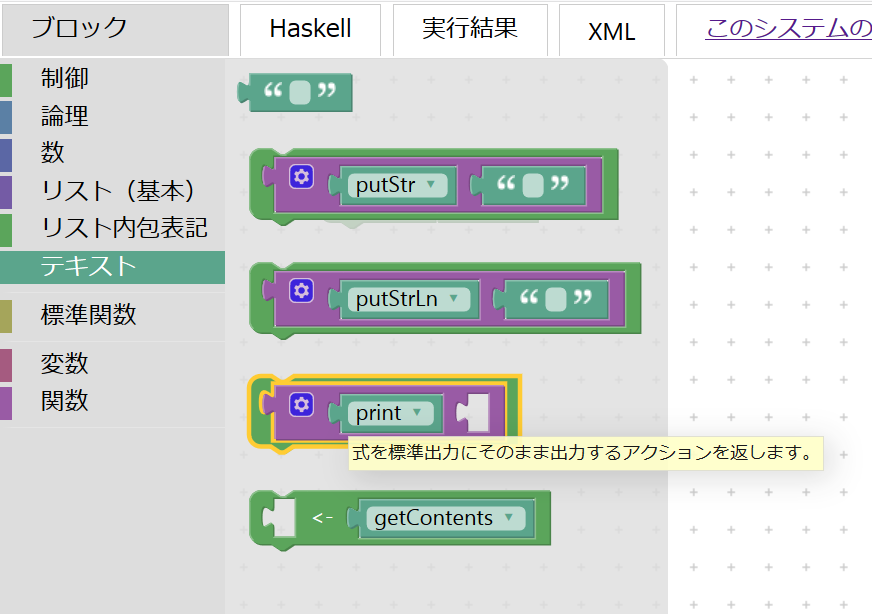 ブロック
Haskell
実行結果
XML
このシステムの
制御
論理
数
リスト（基本）
リスト内包表記
テキスト
標準関数
変数
関数
“ ”
putStr ▼ “ ”
putStrLn ▼ “ ”
print ▼
式を標準出力にそのまま出力するアクションを返します。
<- getContents ▼